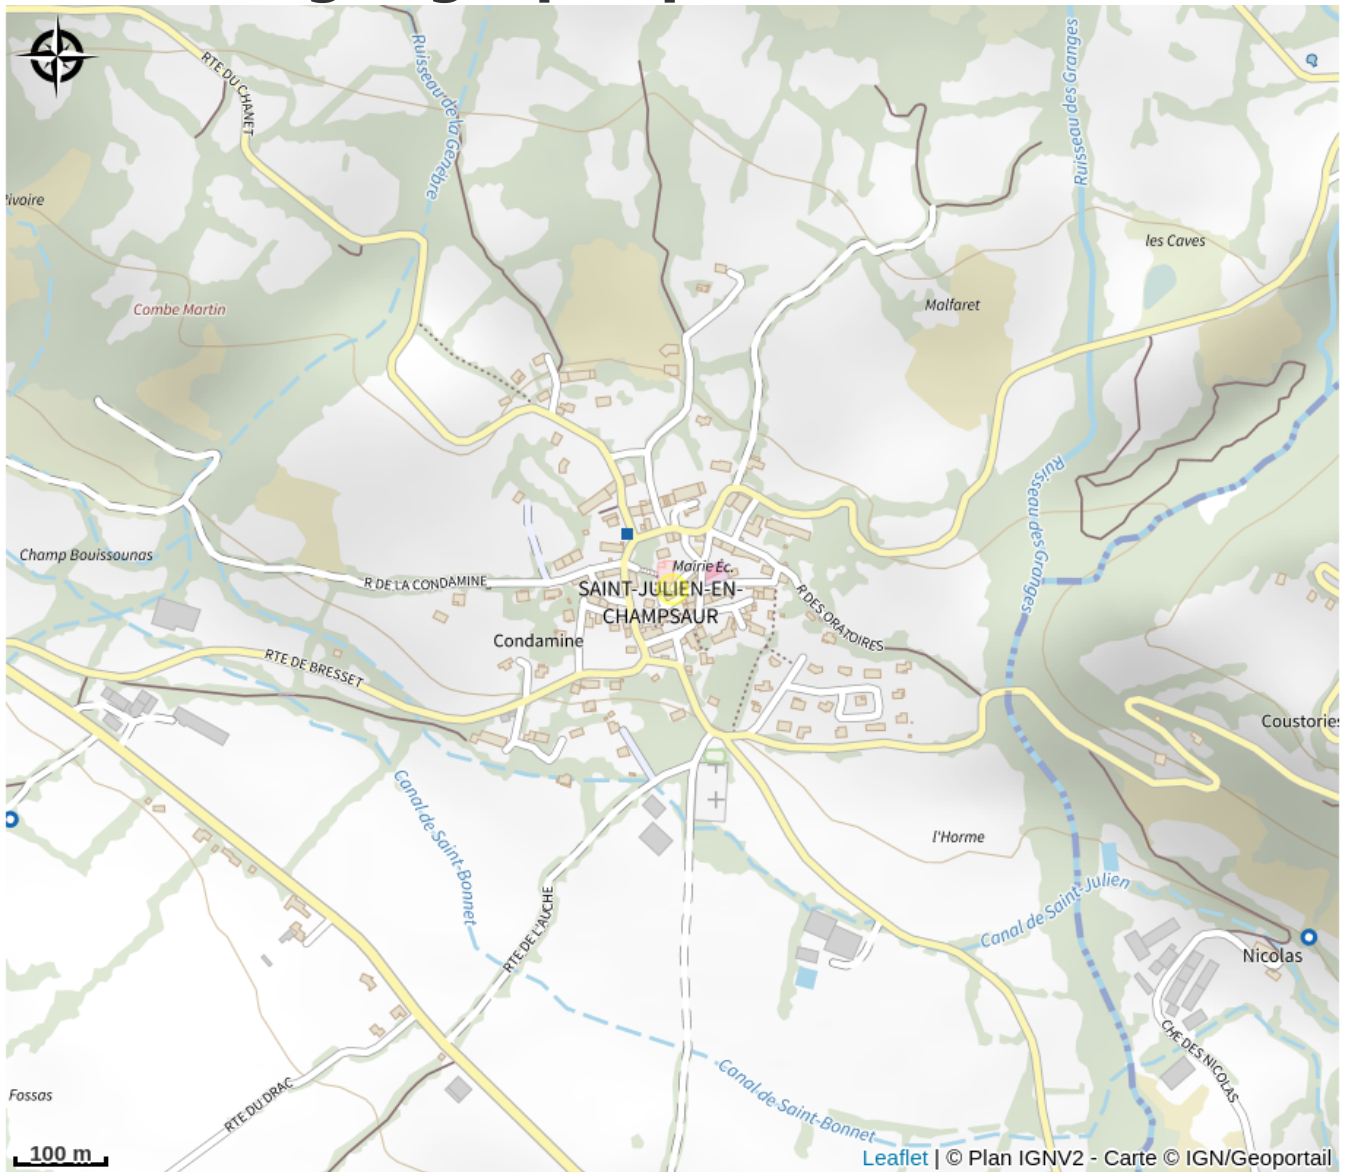 RTE DU CHANET
Ruisseau de la Genèbre
Ruisseau des Granges
ivoire
les Caves
Combe Martin
Malfaret
Ruisseau des Granges
Champ Bouissounas
R DE LA CONDAMINE
Mairie Éc.
SAINT-JULIEN-EN-
CHAMPSAUR
R DES ORATOIRES
Condamine
RTE DE BRESSET
Coustories
Canal de Saint-Bonnet
l'Horme
Canal de Saint-Julien
RTE DE L'AUCHE
Nicolas
CHE DES NICOLAS
Canal de Saint-Bonnet
Fossas
RTE DU DRAC
100 m
Leaflet | © Plan IGNV2 - Carte © IGN/Geoportail